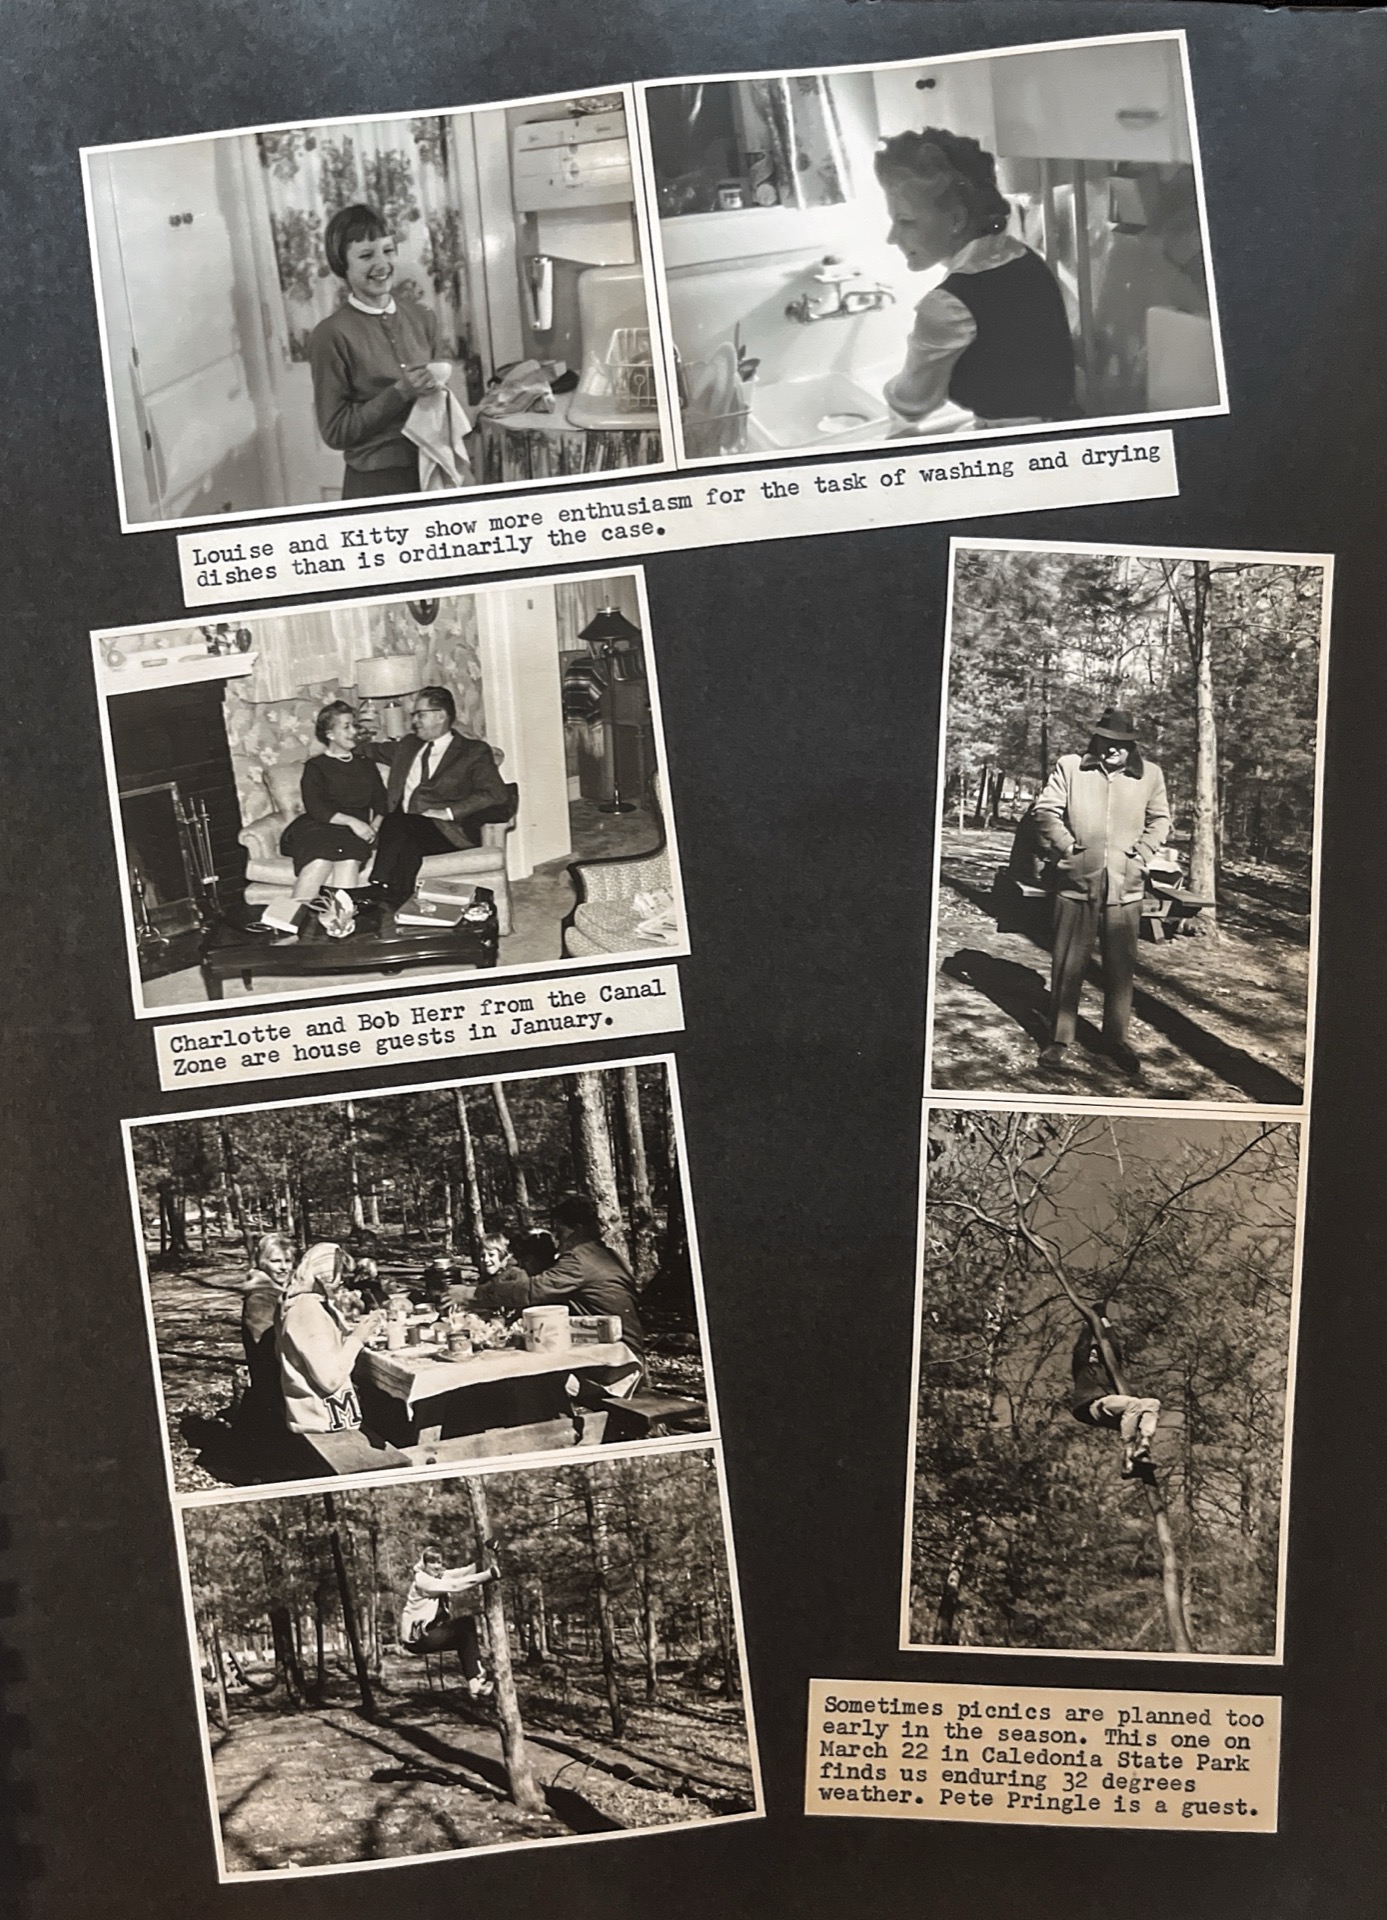 Louise and Kitty show more enthusiasm for the task of washing and drying
dishes than is ordinarily the case.
Charlotte and Bob Herr from the Canal
Zone are house guests in January.
M
Sometimes picnics are planned too
early in the season. This one on
March 22 in Caledonia State Park
finds us enduring 32 degrees
weather. Pete Pringle is a guest.